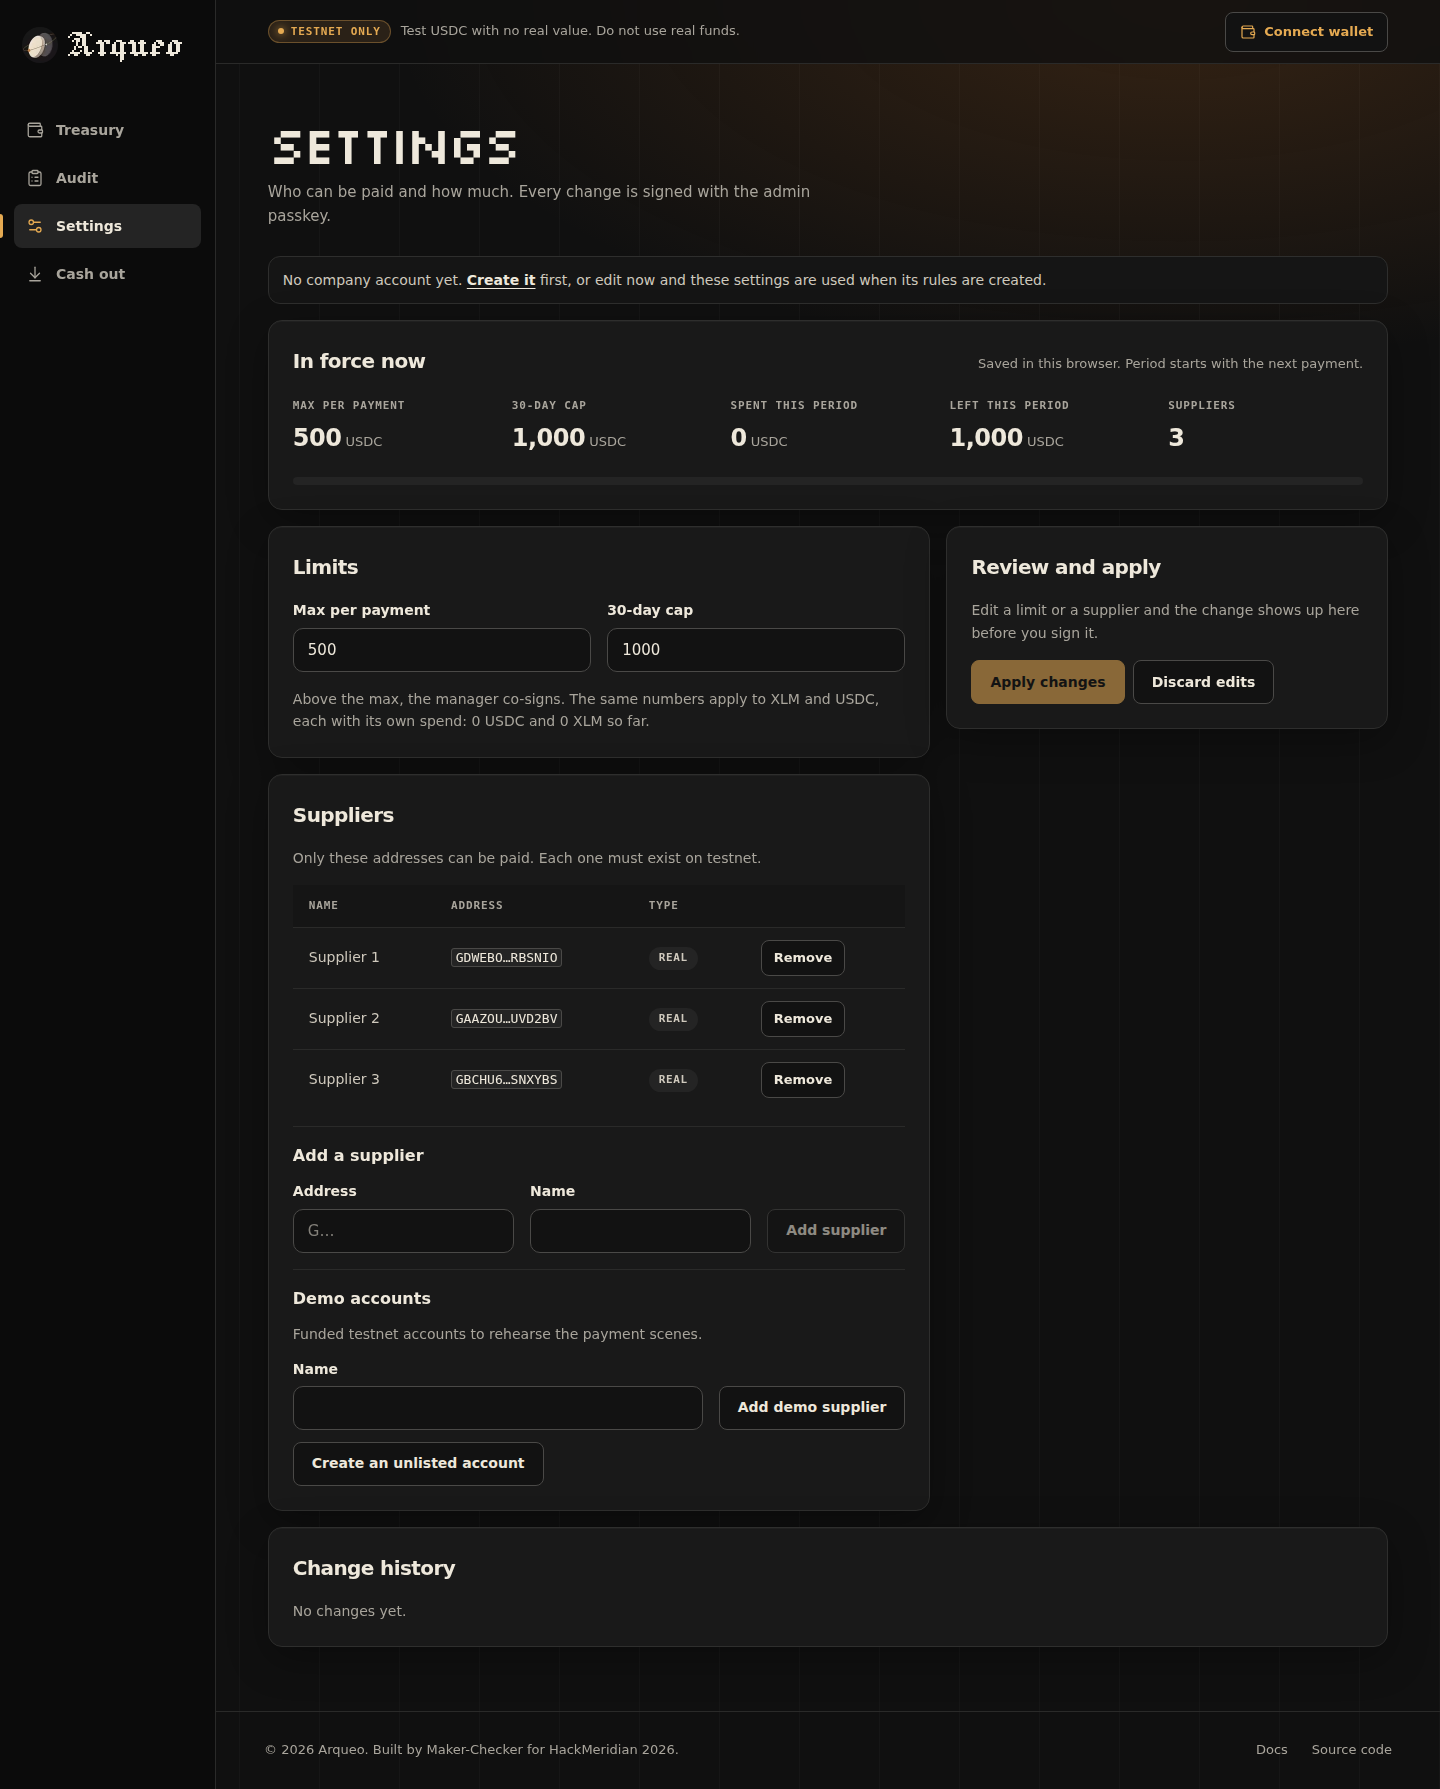 Arqueo
TESTNET ONLY Test USDC with no real value. Do not use real funds.
Connect wallet
Treasury
Audit
Settings
Cash out
SETTINGS
Who can be paid and how much. Every change is signed with the admin
passkey.
No company account yet. Create it first, or edit now and these settings are used when its rules are created.
In force now
Saved in this browser. Period starts with the next payment.
MAX PER PAYMENT 30-DAY CAP SPENT THIS PERIOD LEFT THIS PERIOD SUPPLIERS
500 USDC 1,000 USDC 0 USDC 1,000 USDC 3
Limits
Max per payment 30-day cap
500 1000
Above the max, the manager co-signs. The same numbers apply to XLM and USDC,
each with its own spend: 0 USDC and 0 XLM so far.
Review and apply
Edit a limit or a supplier and the change shows up here
before you sign it.
Apply changes Discard edits
Suppliers
Only these addresses can be paid. Each one must exist on testnet.
NAME ADDRESS TYPE
Supplier 1 GDWEBO…RBSNIO REAL Remove
Supplier 2 GAAZOU…UVD2BV REAL Remove
Supplier 3 GBCHU6…SNXYBS REAL Remove
Add a supplier
Address Name
G... Add supplier
Demo accounts
Funded testnet accounts to rehearse the payment scenes.
Name
Add demo supplier
Create an unlisted account
Change history
No changes yet.
© 2026 Arqueo. Built by Maker-Checker for HackMeridian 2026.
Docs Source code